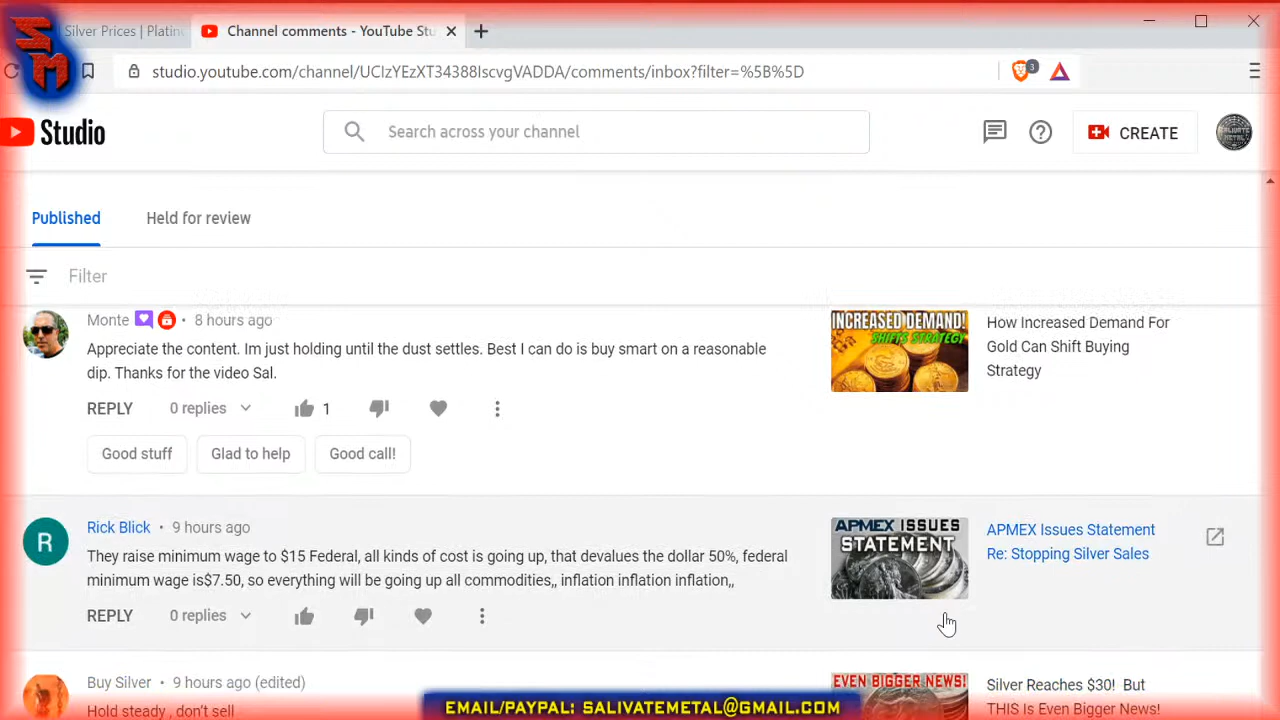 SM
Silver Prices | Platin
Channel comments - YouTube Stu
studio.youtube.com/channel/UCIzYEzXT34388IscvgVADDA/comments/inbox?filter=%5B%5D
3
Studio
Search across your channel
CREATE
SALIVATE METAL
Published
Held for review
Filter
Monte • 8 hours ago
Appreciate the content. Im just holding until the dust settles. Best I can do is buy smart on a reasonable
dip. Thanks for the video Sal.
REPLY 0 replies 1
Good stuff
Glad to help
Good call!
INCREASED DEMAND!
SHIFTS STRATEGY
How Increased Demand For
Gold Can Shift Buying
Strategy
R
Rick Blick • 9 hours ago
They raise minimum wage to $15 Federal, all kinds of cost is going up, that devalues the dollar 50%, federal
minimum wage is$7.50, so everything will be going up all commodities,, inflation inflation inflation,,
REPLY 0 replies
APMEX ISSUES
STATEMENT
APMEX Issues Statement
Re: Stopping Silver Sales
Buy Silver • 9 hours ago (edited)
Hold steady , don't sell
EVEN BIGGER NEWS!
Silver Reaches $30! But
THIS Is Even Bigger News!
EMAIL/PAYPAL: SALIVATEMETAL@GMAIL.COM